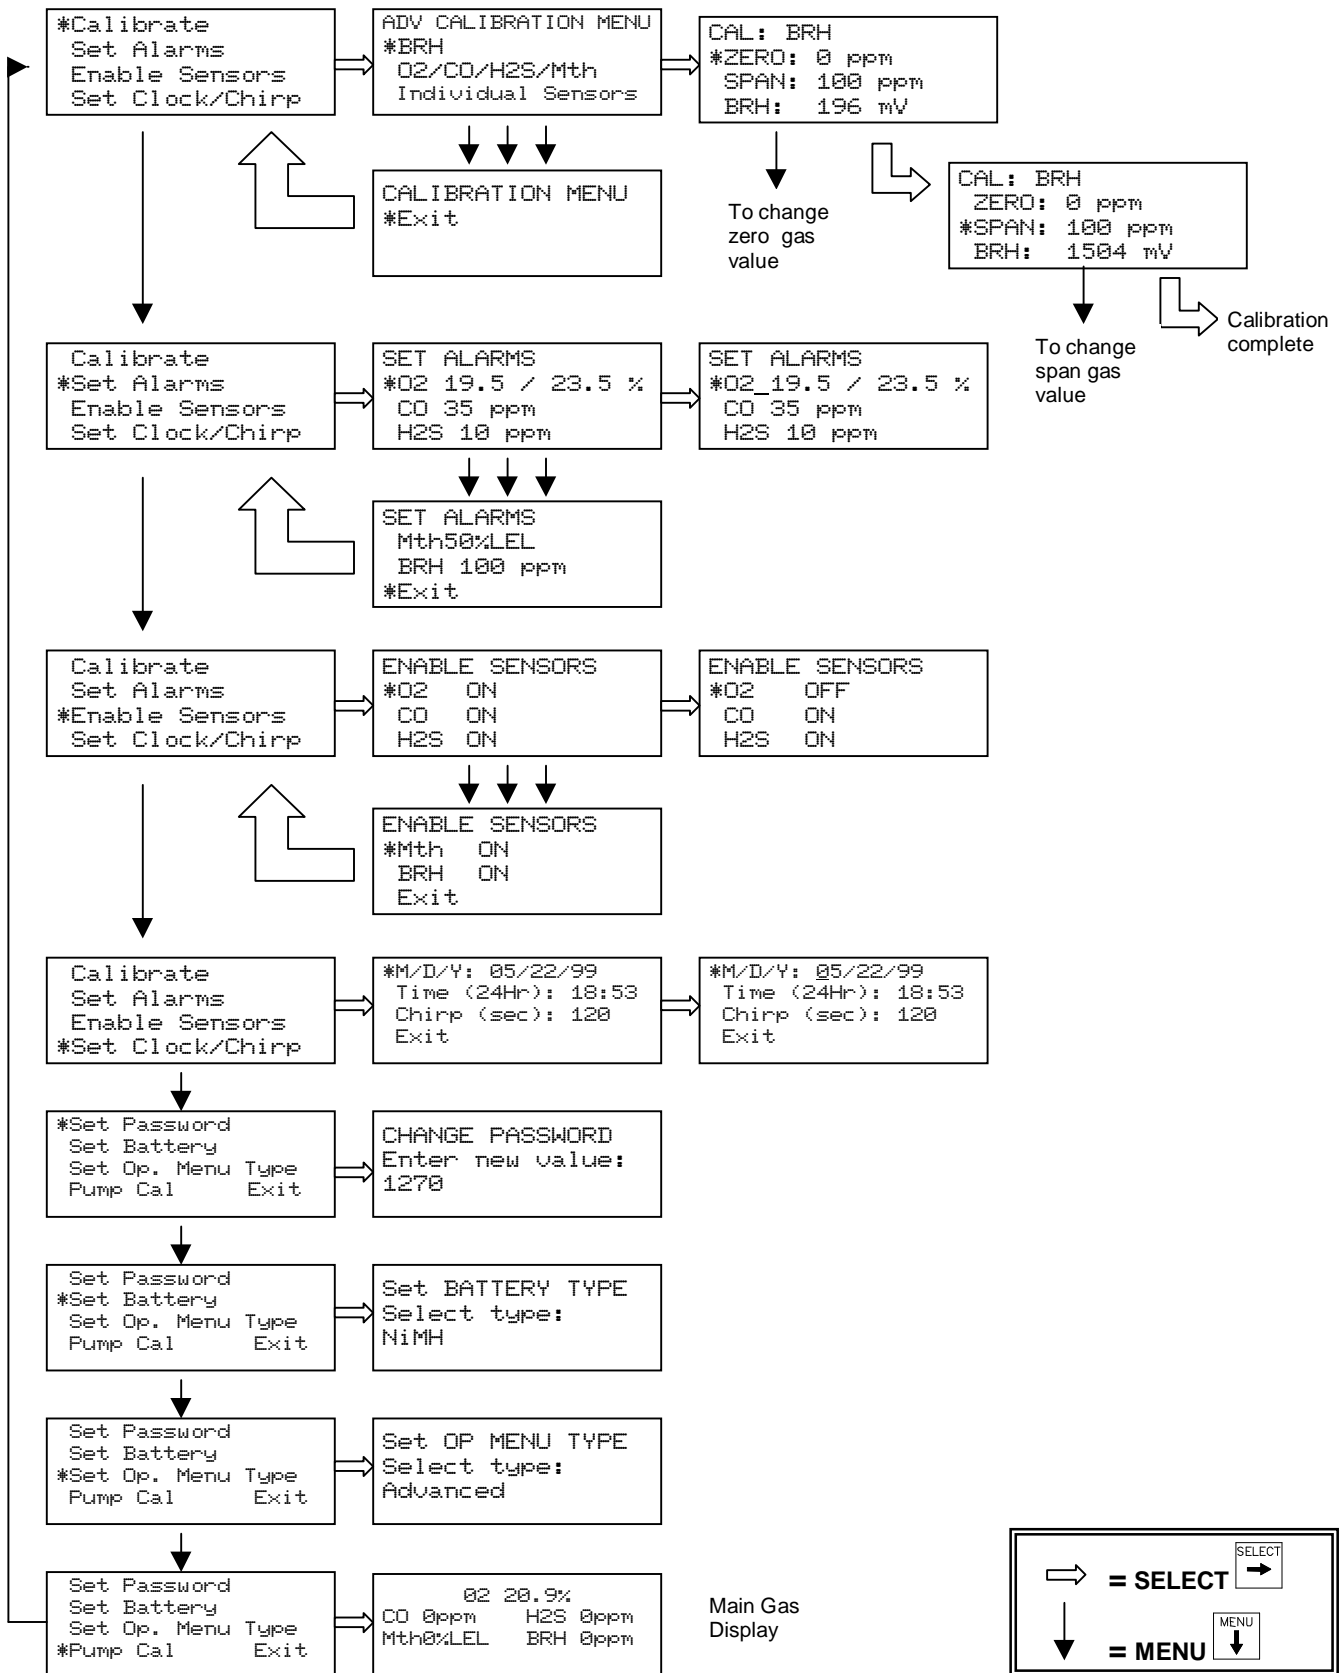 *Calibrate
Set Alarms
Enable Sensors
Set Clock/Chirp
ADV CALIBRATION MENU
*BRH
O2/CO/H2S/Mth
Individual Sensors
CAL: BRH
*ZERO: 0 ppm
SPAN: 100 ppm
BRH: 196 mV
CALIBRATION MENU
*Exit
To change
zero gas
value
CAL: BRH
ZERO: 0 ppm
*SPAN: 100 ppm
BRH: 1504 mV
To change
span gas
value
Calibration
complete
Calibrate
*Set Alarms
Enable Sensors
Set Clock/Chirp
SET ALARMS
*O2 19.5 / 23.5 %
CO 35 ppm
H2S 10 ppm
SET ALARMS
*O2_19.5 / 23.5 %
CO 35 ppm
H2S 10 ppm
SET ALARMS
Mth50%LEL
BRH 100 ppm
*Exit
Calibrate
Set Alarms
*Enable Sensors
Set Clock/Chirp
ENABLE SENSORS
*O2 ON
CO ON
H2S ON
ENABLE SENSORS
*O2 OFF
CO ON
H2S ON
ENABLE SENSORS
*Mth ON
BRH ON
Exit
Calibrate
Set Alarms
Enable Sensors
*Set Clock/Chirp
*M/D/Y: 05/22/99
Time (24Hr): 18:53
Chirp (sec): 120
Exit
*M/D/Y: 05/22/99
Time (24Hr): 18:53
Chirp (sec): 120
Exit
*Set Password
Set Battery
Set Op. Menu Type
Pump Cal Exit
CHANGE PASSWORD
Enter new value:
1270
Set Password
*Set Battery
Set Op. Menu Type
Pump Cal Exit
Set BATTERY TYPE
Select type:
NiMH
Set Password
Set Battery
*Set Op. Menu Type
Pump Cal Exit
Set OP MENU TYPE
Select type:
Advanced
Set Password
Set Battery
Set Op. Menu Type
*Pump Cal Exit
O2 20.9%
CO 0ppm H2S 0ppm
Mth0%LEL BRH 0ppm
Main Gas
Display
= SELECT SELECT
= MENU MENU